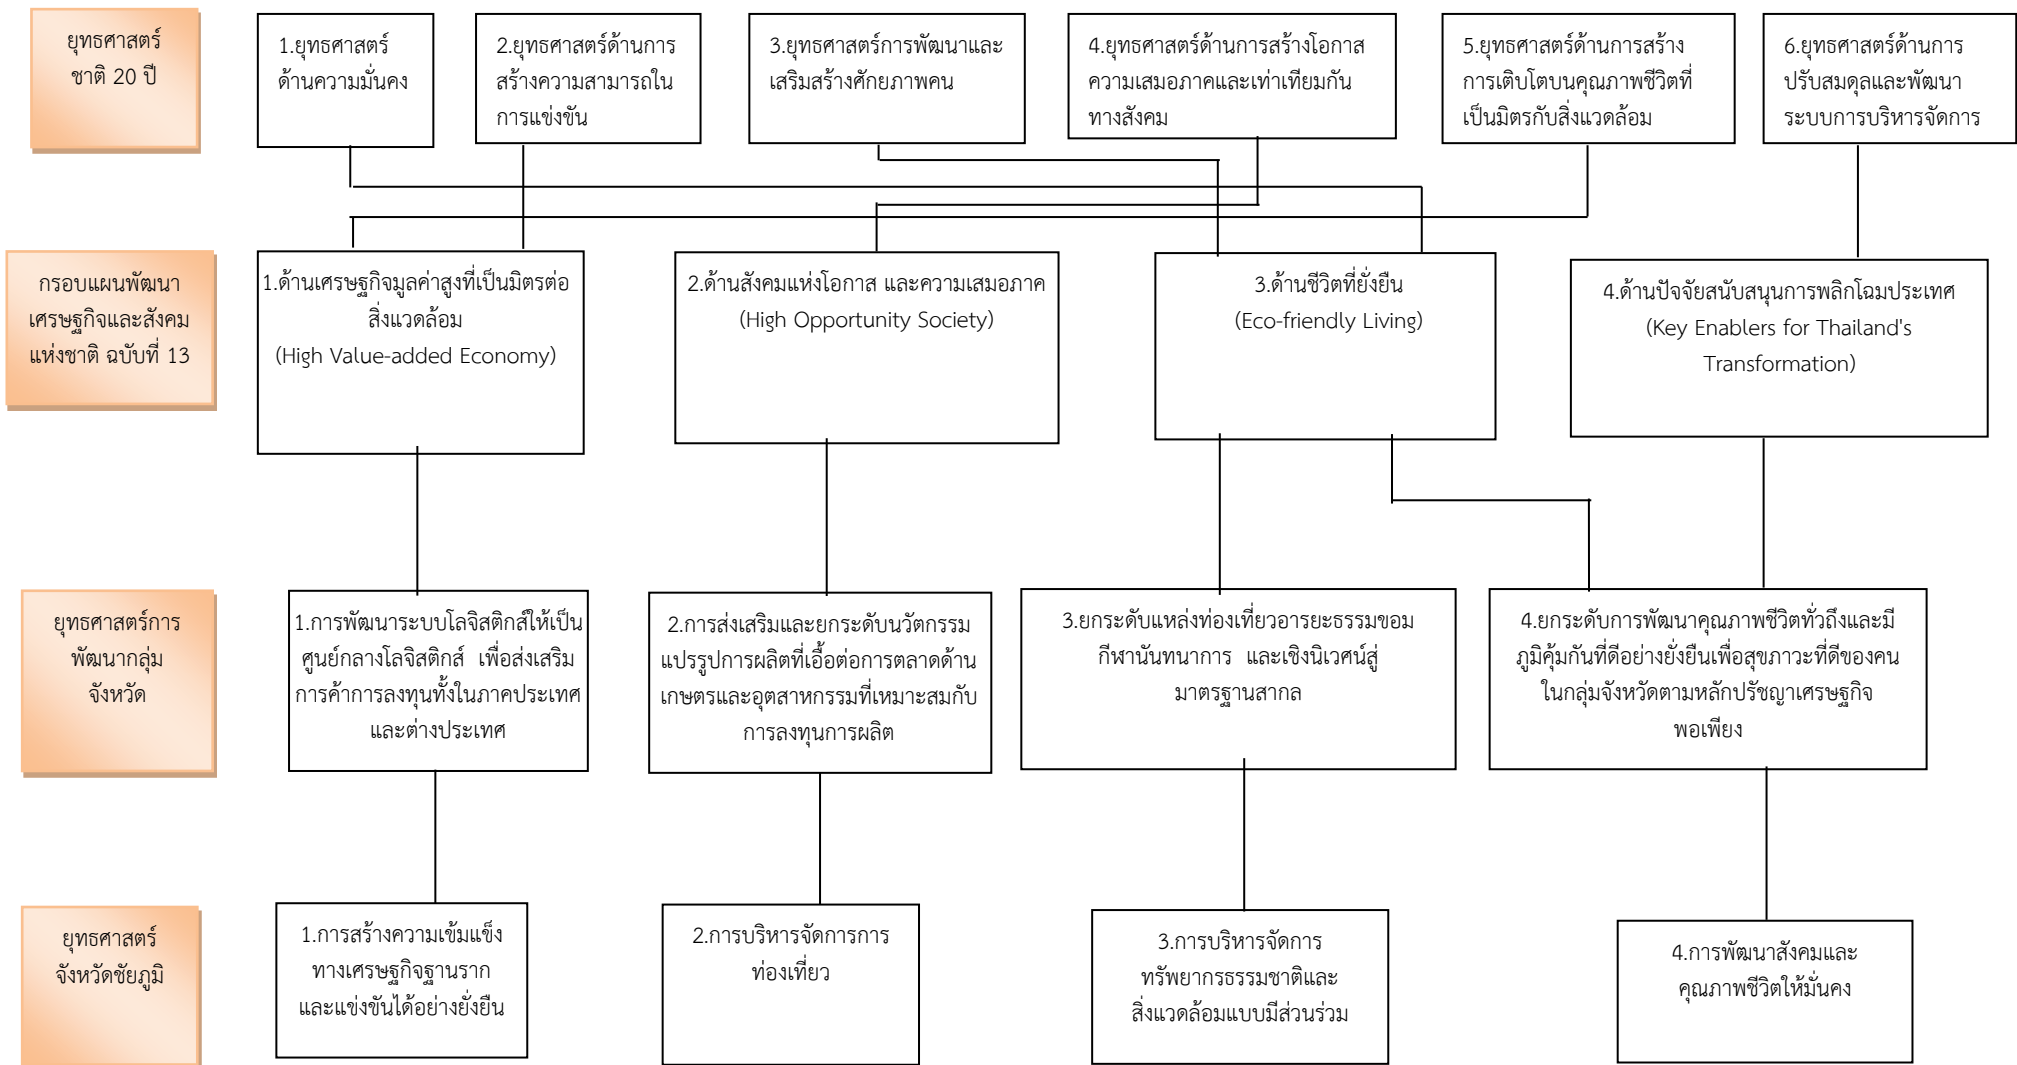 ยุทธศาสตร์
ชาติ 20 ปี
1.ยุทธศาสตร์
ด้านความมั่นคง
2.ยุทธศาสตร์ด้านการ
สร้างความสามารถใน
การแข่งขัน
3.ยุทธศาสตร์การพัฒนาและ
เสริมสร้างศักยภาพคน
4.ยุทธศาสตร์ด้านการสร้างโอกาส
ความเสมอภาคและเท่าเทียมกัน
ทางสังคม
5.ยุทธศาสตร์ด้านการสร้าง
การเติบโตบนคุณภาพชีวิตที่
เป็นมิตรกับสิ่งแวดล้อม
6.ยุทธศาสตร์ด้านการ
ปรับสมดุลและพัฒนา
ระบบการบริหารจัดการ
กรอบแผนพัฒนา
เศรษฐกิจและสังคม
แห่งชาติ ฉบับที่ 13
1.ด้านเศรษฐกิจมูลค่าสูงที่เป็นมิตรต่อ
สิ่งแวดล้อม
(High Value-added Economy)
2.ด้านสังคมแห่งโอกาส และความเสมอภาค
(High Opportunity Society)
3.ด้านชีวิตที่ยั่งยืน
(Eco-friendly Living)
4.ด้านปัจจัยสนับสนุนการพลิกโฉมประเทศ
(Key Enablers for Thailand's
Transformation)
ยุทธศาสตร์การ
พัฒนากลุ่ม
จังหวัด
1.การพัฒนาระบบโลจิสติกส์ให้เป็น
ศูนย์กลางโลจิสติกส์ เพื่อส่งเสริม
การค้าการลงทุนทั้งในภาคประเทศ
และต่างประเทศ
2.การส่งเสริมและยกระดับนวัตกรรม
แปรรูปการผลิตที่เอื้อต่อการตลาดด้าน
เกษตรและอุตสาหกรรมที่เหมาะสมกับ
การลงทุนการผลิต
3.ยกระดับแหล่งท่องเที่ยวอารยะธรรมขอม
กีฬานันทนาการ และเชิงนิเวศน์สู่
มาตรฐานสากล
4.ยกระดับการพัฒนาคุณภาพชีวิตทั่วถึงและมี
ภูมิคุ้มกันที่ดีอย่างยั่งยืนเพื่อสุขภาวะที่ดีของคน
ในกลุ่มจังหวัดตามหลักปรัชญาเศรษฐกิจ
พอเพียง
ยุทธศาสตร์
จังหวัดชัยภูมิ
1.การสร้างความเข้มแข็ง
ทางเศรษฐกิจฐานราก
และแข่งขันได้อย่างยั่งยืน
2.การบริหารจัดการการ
ท่องเที่ยว
3.การบริหารจัดการ
ทรัพยากรธรรมชาติและ
สิ่งแวดล้อมแบบมีส่วนร่วม
4.การพัฒนาสังคมและ
คุณภาพชีวิตให้มั่นคง